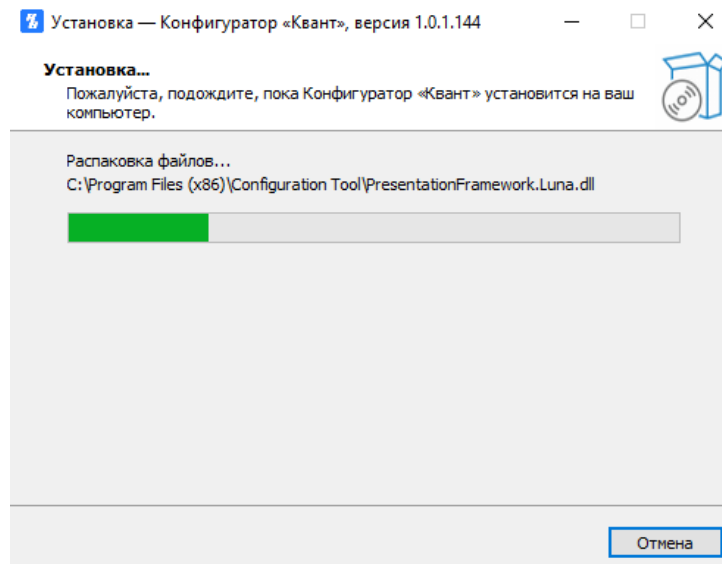 Установка — Конфигуратор «Квант», версия 1.0.1.144
Установка...
Пожалуйста, подождите, пока Конфигуратор «Квант» установится на ваш
компьютер.
Распаковка файлов...
C:\Program Files (x86)\Configuration Tool\PresentationFramework.Luna.dll
Отмена